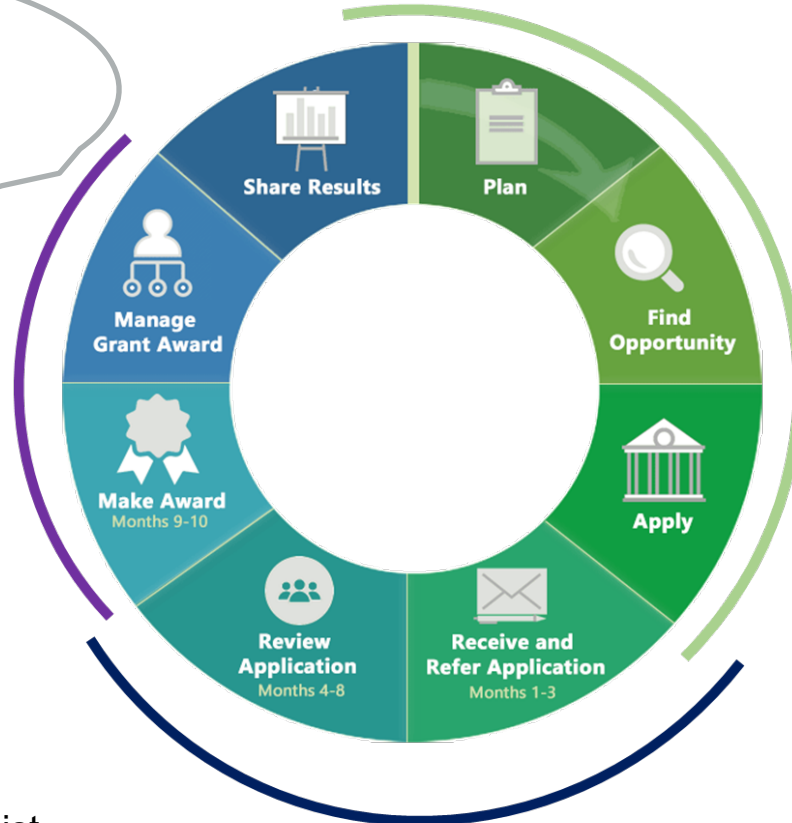 Plan
Find
Opportunity
Apply
Receive and
Refer Application
Months 1-3
Review
Application
Months 4-8
Make Award
Months 9-10
Manage
Grant Award
Share Results